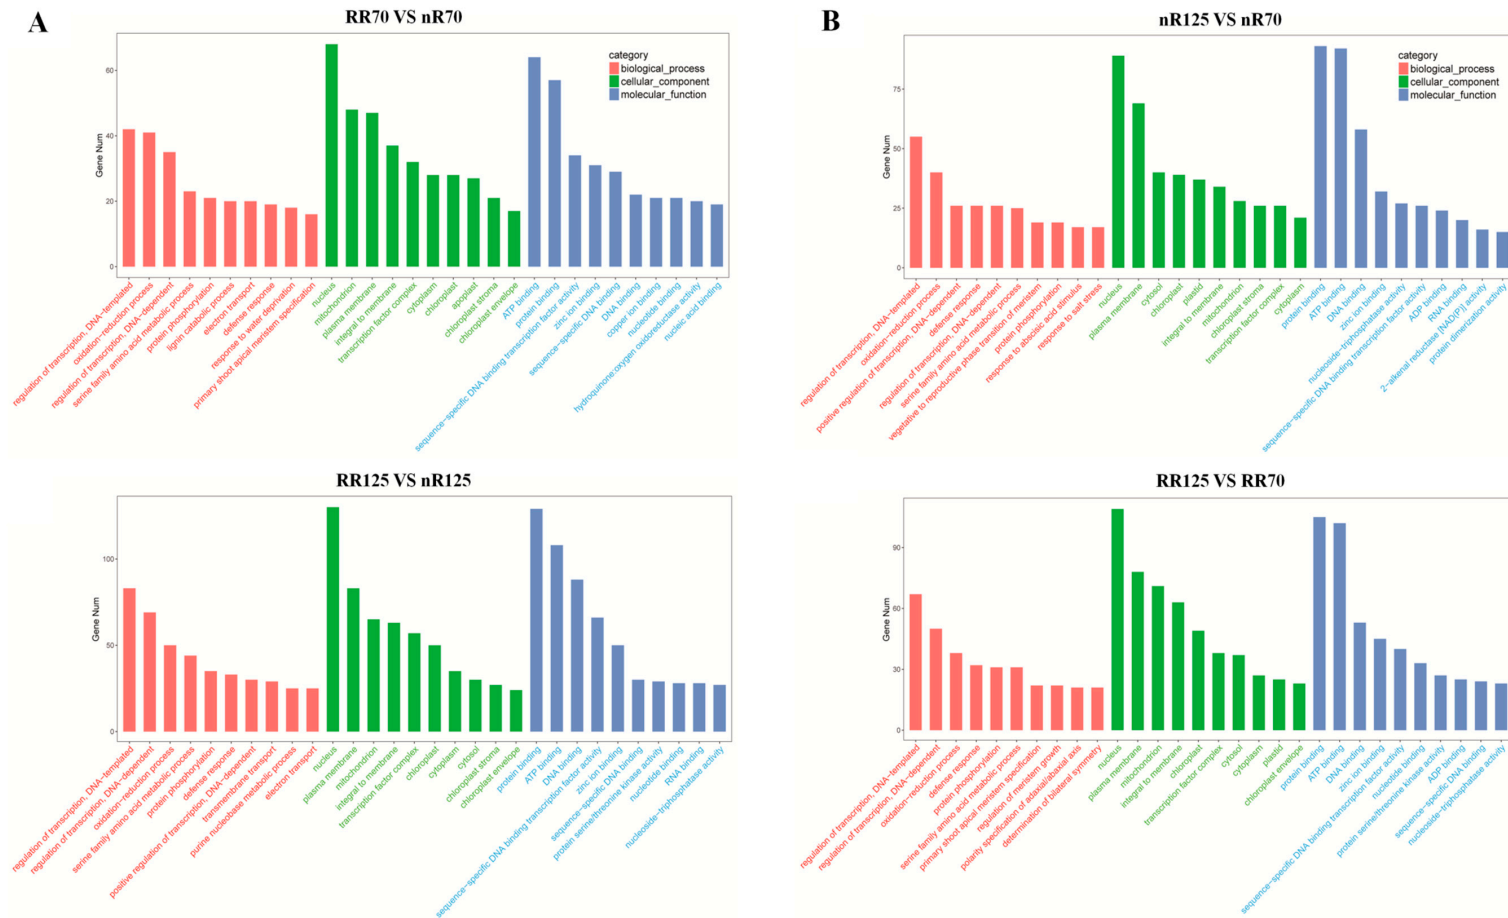 A
RR70 VS nR70
Gene Num
60
40
20
0
category
biological_process
cellular_component
molecular_function
regulation of transcription, DNA−templated
oxidation−reduction process
regulation of transcription, DNA−dependent
serine family amino acid metabolic process
protein phosphorylation
lignin catabolic process
electron transport
defense response
response to water deprivation
primary shoot apical meristem specification
nucleus
mitochondrion
plasma membrane
integral to membrane
transcription factor complex
cytoplasm
chloroplast
apoplast
chloroplast stroma
chloroplast envelope
ATP binding
protein binding
sequence−specific DNA binding transcription factor activity
zinc ion binding
sequence−specific DNA binding
DNA binding
copper ion binding
nucleotide binding
hydroquinone:oxygen oxidoreductase activity
nucleic acid binding
B
nR125 VS nR70
Gene Num
75
50
25
0
category
biological_process
cellular_component
molecular_function
regulation of transcription, DNA−templated
oxidation−reduction process
positive regulation of transcription, DNA−dependent
defense response
regulation of transcription, DNA−dependent
serine family amino acid metabolic process
vegetative to reproductive phase transition of meristem
protein phosphorylation
response to abscisic acid stimulus
response to salt stress
nucleus
plasma membrane
cytosol
chloroplast
plastid
integral to membrane
mitochondrion
chloroplast stroma
transcription factor complex
cytoplasm
protein binding
ATP binding
DNA binding
zinc ion binding
nucleoside−triphosphatase activity
sequence−specific DNA binding transcription factor activity
ADP binding
RNA binding
2−alkenal reductase [NAD(P)] activity
protein dimerization activity
RR125 VS nR125
Gene Num
100
50
0
regulation of transcription, DNA−templated
regulation of transcription, DNA−dependent
oxidation−reduction process
serine family amino acid metabolic process
protein phosphorylation
defense response
positive regulation of transcription, DNA−dependent
transmembrane transport
purine nucleobase metabolic process
electron transport
nucleus
plasma membrane
mitochondrion
integral to membrane
transcription factor complex
chloroplast
cytoplasm
cytosol
chloroplast stroma
chloroplast envelope
protein binding
ATP binding
DNA binding
sequence−specific DNA binding transcription factor activity
zinc ion binding
sequence−specific DNA binding
protein serine/threonine kinase activity
nucleotide binding
RNA binding
nucleoside−triphosphatase activity
RR125 VS RR70
Gene Num
90
60
30
0
regulation of transcription, DNA−templated
regulation of transcription, DNA−dependent
oxidation−reduction process
defense response
protein phosphorylation
serine family amino acid metabolic process
primary shoot apical meristem specification
regulation of meristem growth
polarity specification of adaxial/abaxial axis
determination of bilateral symmetry
nucleus
plasma membrane
mitochondrion
integral to membrane
chloroplast
transcription factor complex
cytosol
cytoplasm
plastid
chloroplast envelope
protein binding
ATP binding
DNA binding
zinc ion binding
sequence−specific DNA binding transcription factor activity
nucleotide binding
protein serine/threonine kinase activity
ADP binding
sequence−specific DNA binding
nucleoside−triphosphatase activity